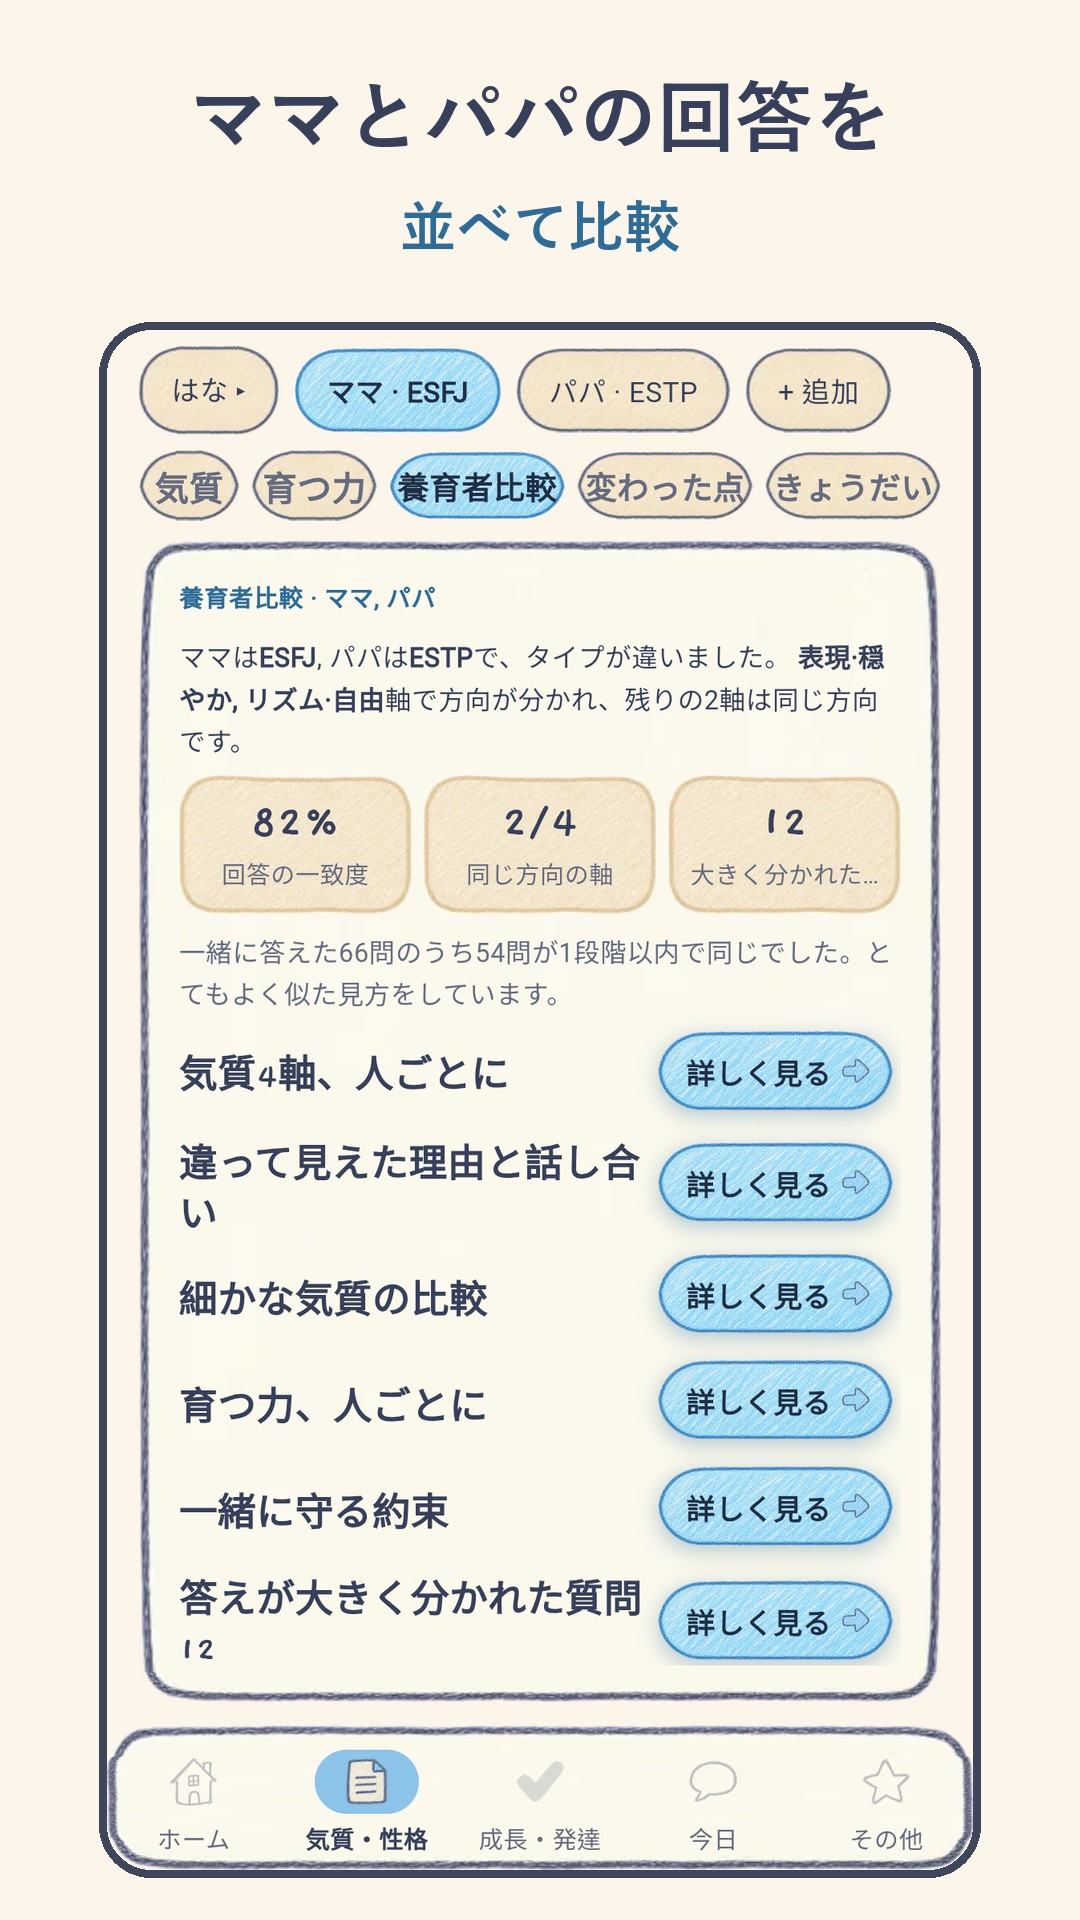 ママとパパの回答を
並べて比較
はな ▸
ママ · ESFJ
パパ · ESTP
+ 追加
気質
育つ力
養育者比較
変わった点
きょうだい
養育者比較 · ママ, パパ
ママはESFJ, パパはESTPで、タイプが違いました。 表現·穏
やか, リズム·自由軸で方向が分かれ、残りの2軸は同じ方向
です。
82%
回答の一致度
2/4
同じ方向の軸
12
大きく分かれた…
一緒に答えた66問のうち54問が1段階以内で同じでした。と
てもよく似た見方をしています。
気質4軸、人ごとに
詳しく見る
違って見えた理由と話し合
い
詳しく見る
細かな気質の比較
詳しく見る
育つ力、人ごとに
詳しく見る
一緒に守る約束
詳しく見る
答えが大きく分かれた質問
12
詳しく見る
ホーム
気質・性格
成長・発達
今日
その他